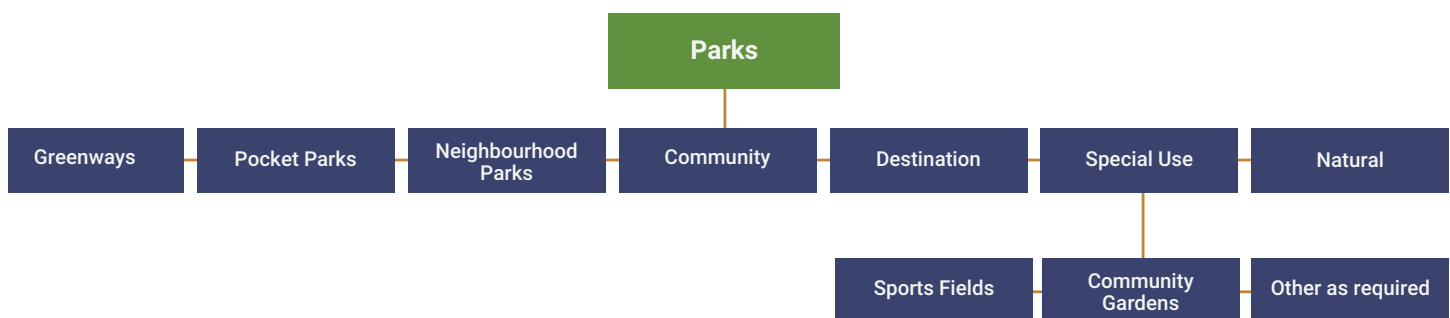 Parks
Greenways
Pocket Parks
Neighbourhood
Parks
Community
Destination
Special Use
Natural
Sports Fields
Community
Gardens
Other as required